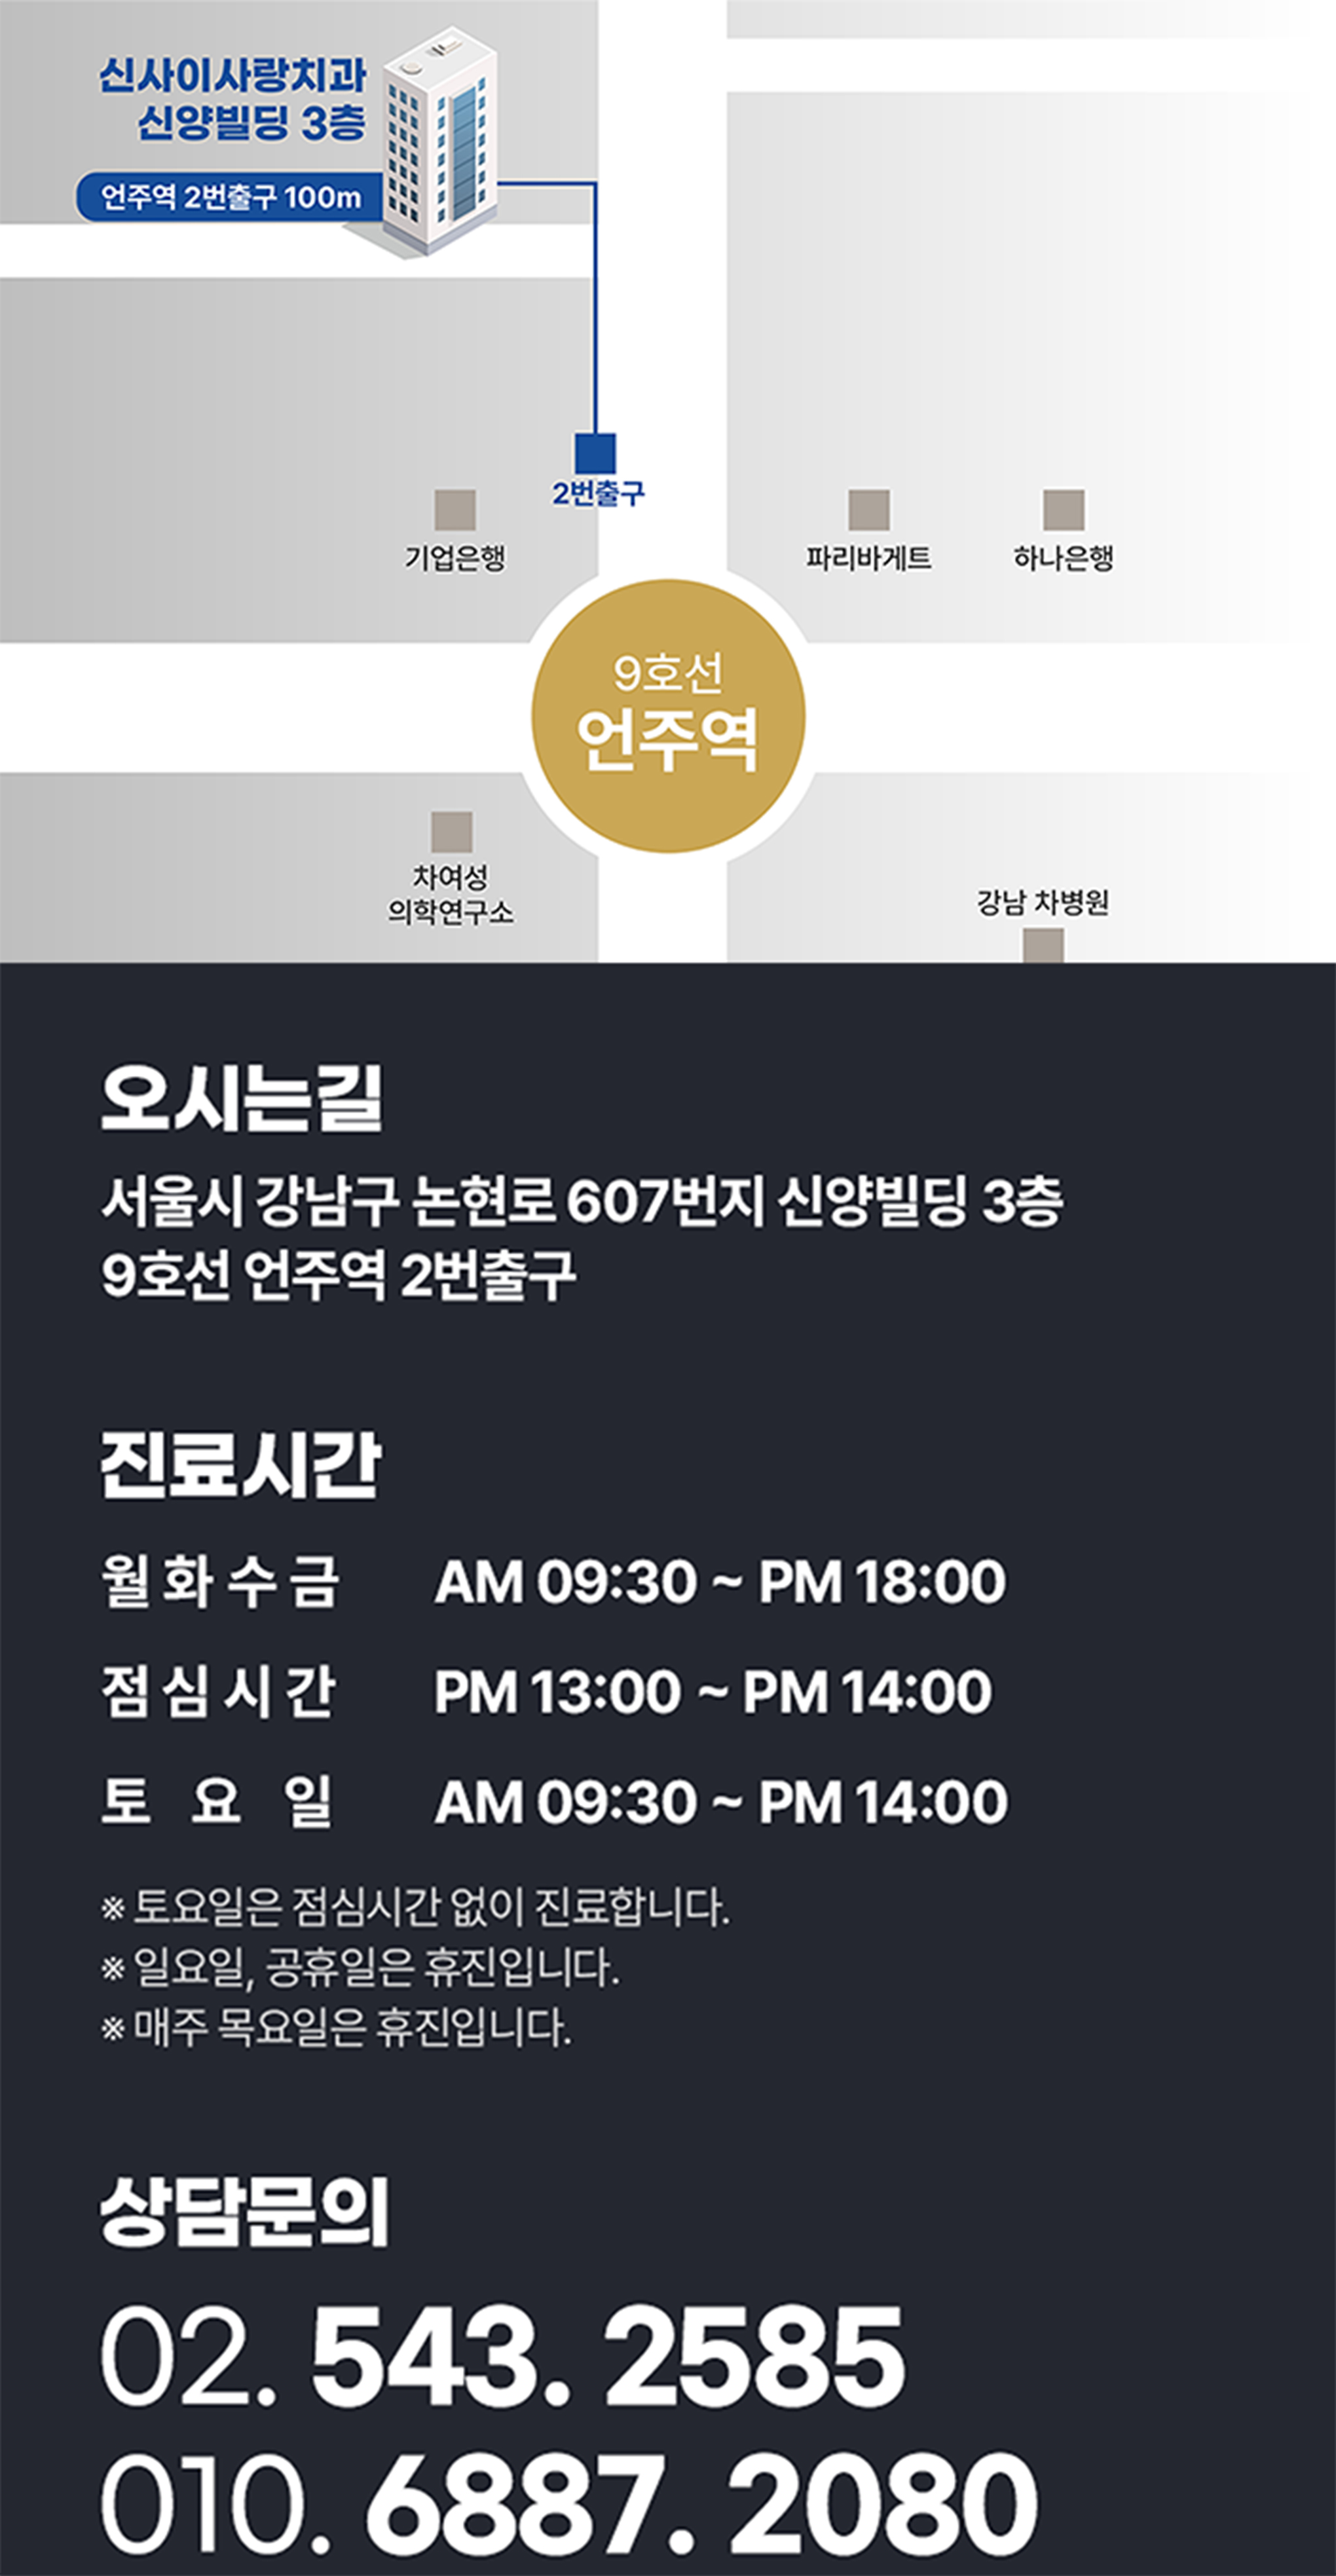 신사이사랑치과
신양빌딩 3층
언주역 2번출구 100m
2번출구
기업은행
파리바게트
하나은행
9호선
언주역
차여성
의학연구소
강남 차병원
오시는길
서울시 강남구 논현로 607번지 신양빌딩 3층
9호선 언주역 2번출구
진료시간
월화수금 AM 09:30 ~ PM 18:00
점심시간 PM 13:00 ~ PM 14:00
토 요 일 AM 09:30 ~ PM 14:00
※ 토요일은 점심시간 없이 진료합니다.
※ 일요일, 공휴일은 휴진입니다.
※ 매주 목요일은 휴진입니다.
상담문의
02. 543. 2585
010. 6887. 2080